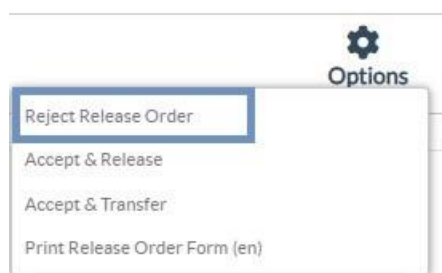 Options
Reject Release Order
Accept & Release
Accept & Transfer
Print Release Order Form (en)